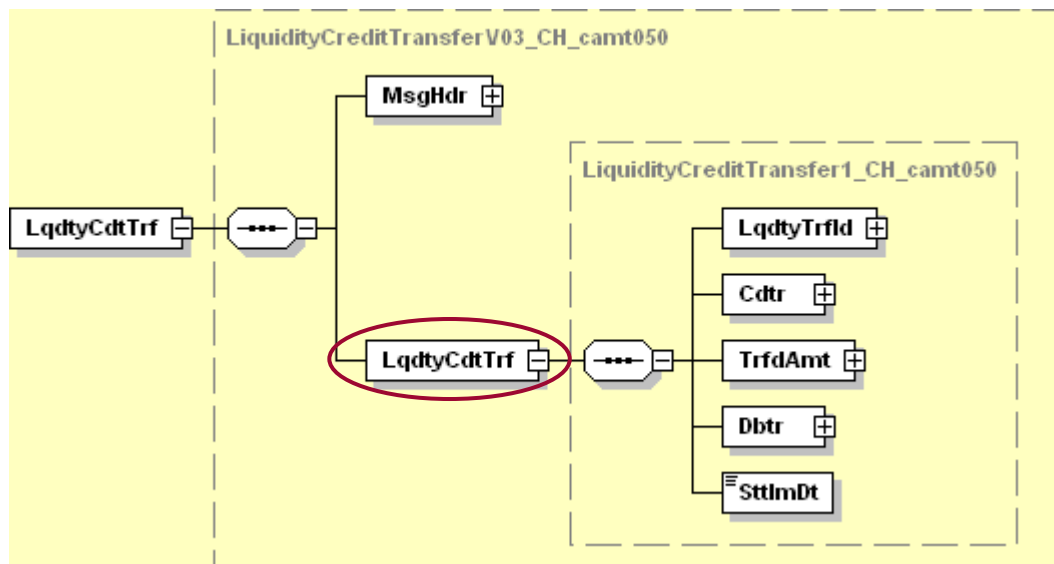 LiquidityCreditTransferV03_CH_camt050
MsgHdr
LiquidityCreditTransfer1_CH_camt050
LqdtyCdtTrf
LqdtyTrfId
Cdtr
LqdtyCdtTrf
TrfdAmt
Dbtr
SttlmDt